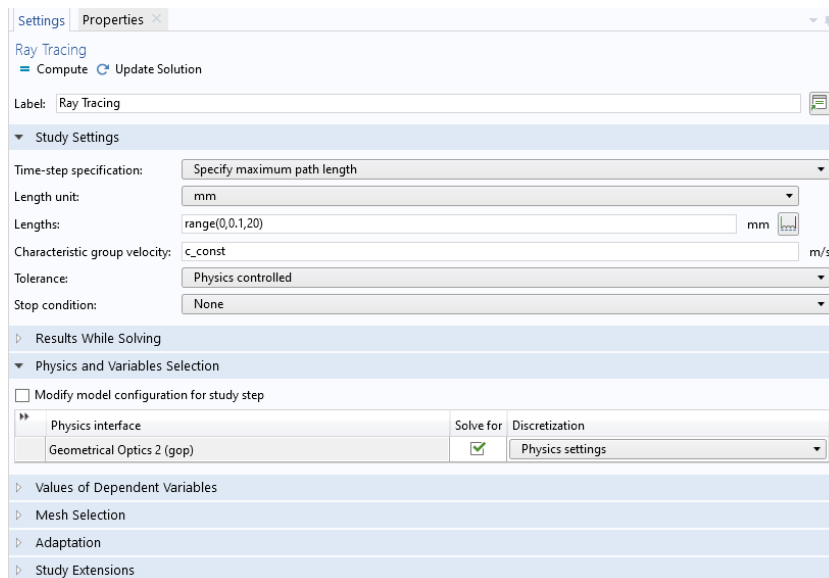 Settings Properties
Ray Tracing
Compute Update Solution
Label: Ray Tracing
Study Settings
Time-step specification: Specify maximum path length
Length unit: mm
Lengths: range(0,0.1,20) mm
Characteristic group velocity: c_const m/s
Tolerance: Physics controlled
Stop condition: None
Results While Solving
Physics and Variables Selection
Modify model configuration for study step
Physics interface Solve for Discretization
Geometrical Optics 2 (gop) Physics settings
Values of Dependent Variables
Mesh Selection
Adaptation
Study Extensions